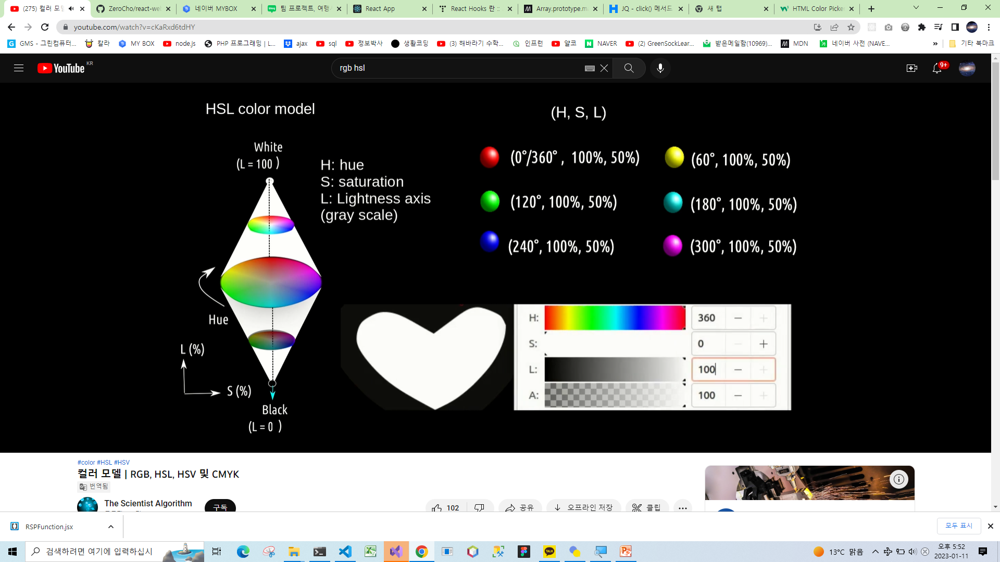 (275) 컬러 모델
ZeroCho/react-wel
네이버 MYBOX
팀 프로젝트, 여행
React App
React Hooks 란 ::
Array.prototype.m
JQ - click() 메서드
새 탭
HTML Color Picke
youtube.com/watch?v=cKaRxd6tdHY
GMS - 그린컴퓨터...
칼라
MY BOX
node.js
PHP 프로그래밍 | L...
ajax
sql
정보박사
생활코딩
(3) 해바라기 수학...
인프런
얄코
NAVER
(2) GreenSockLear...
받은메일함(10969)...
MDN
네이버 사전 (NAVE...
»
기타 북마크
YouTube KR
rgb hsl
9+
HSL color model
(H, S, L)
White
(L = 100 )
H: hue
S: saturation
L: Lightness axis
(gray scale)
(0°/360° , 100%, 50%)
(60°, 100%, 50%)
(120°, 100%, 50%)
(180°, 100%, 50%)
(240°, 100%, 50%)
(300°, 100%, 50%)
Hue
L (%)
S (%)
Black
(L = 0 )
H: 360 — +
S: 0 — +
L: 100 — +
A: 100 — +
#color #HSL #HSV
컬러 모델 | RGB, HSL, HSV 및 CMYK
번역됨
The Scientist Algorithm
구독
102
공유
오프라인 저장
클립
RSPFunction.jsx
모두 표시
검색하려면 여기에 입력하십시
TALK
13°C 맑음
오후 5:52
2023-01-11